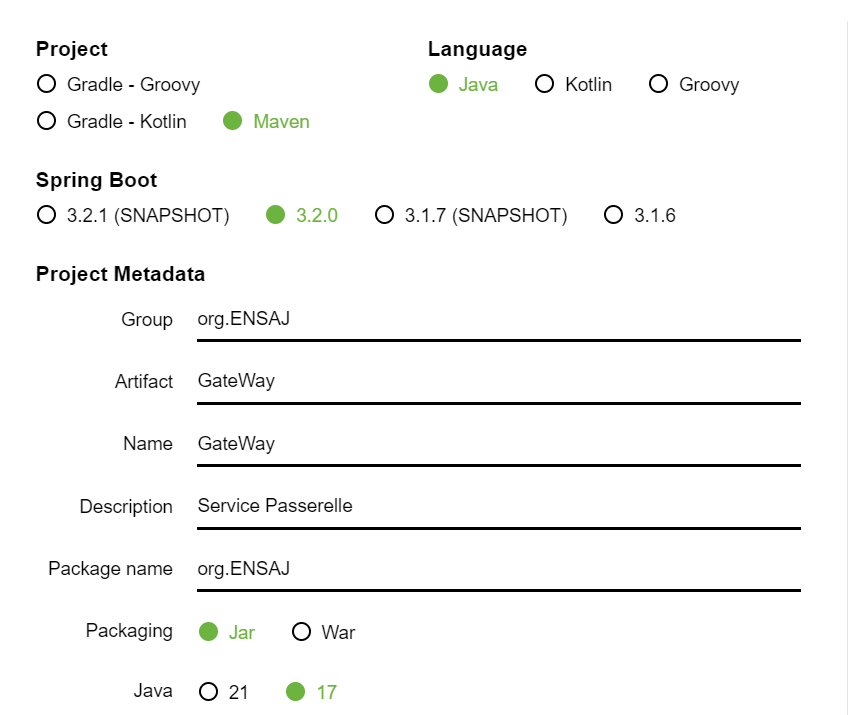 Project
Gradle - Groovy
Gradle - Kotlin Maven
Language
Java Kotlin Groovy
Spring Boot
3.2.1 (SNAPSHOT) 3.2.0 3.1.7 (SNAPSHOT) 3.1.6
Project Metadata
Group org.ENSAJ
Artifact GateWay
Name GateWay
Description Service Passerelle
Package name org.ENSAJ
Packaging Jar War
Java 21 17